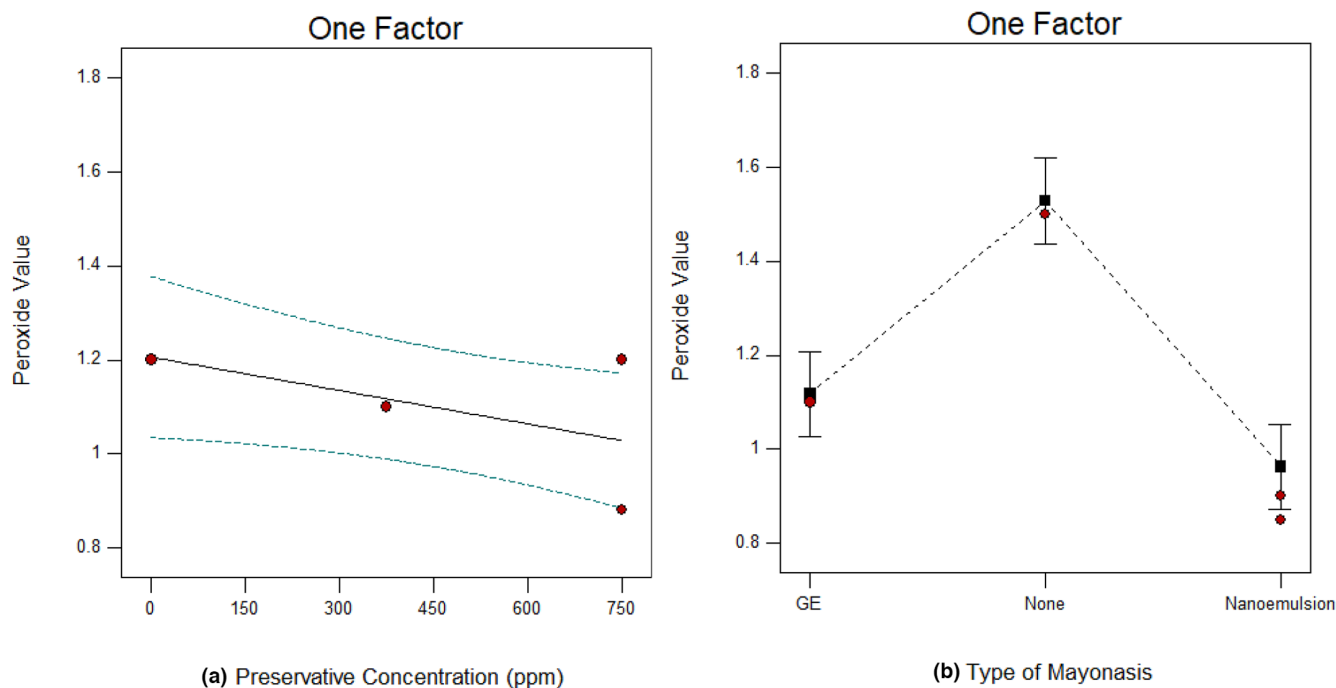 One Factor
1.8
1.6
1.4
1.2
1
0.8
Peroxide Value
0 150 300 450 600 750
(a) Preservative Concentration (ppm)
One Factor
1.8
1.6
1.4
1.2
1
0.8
Peroxide Value
GE None Nanoemulsion
(b) Type of Mayonasis